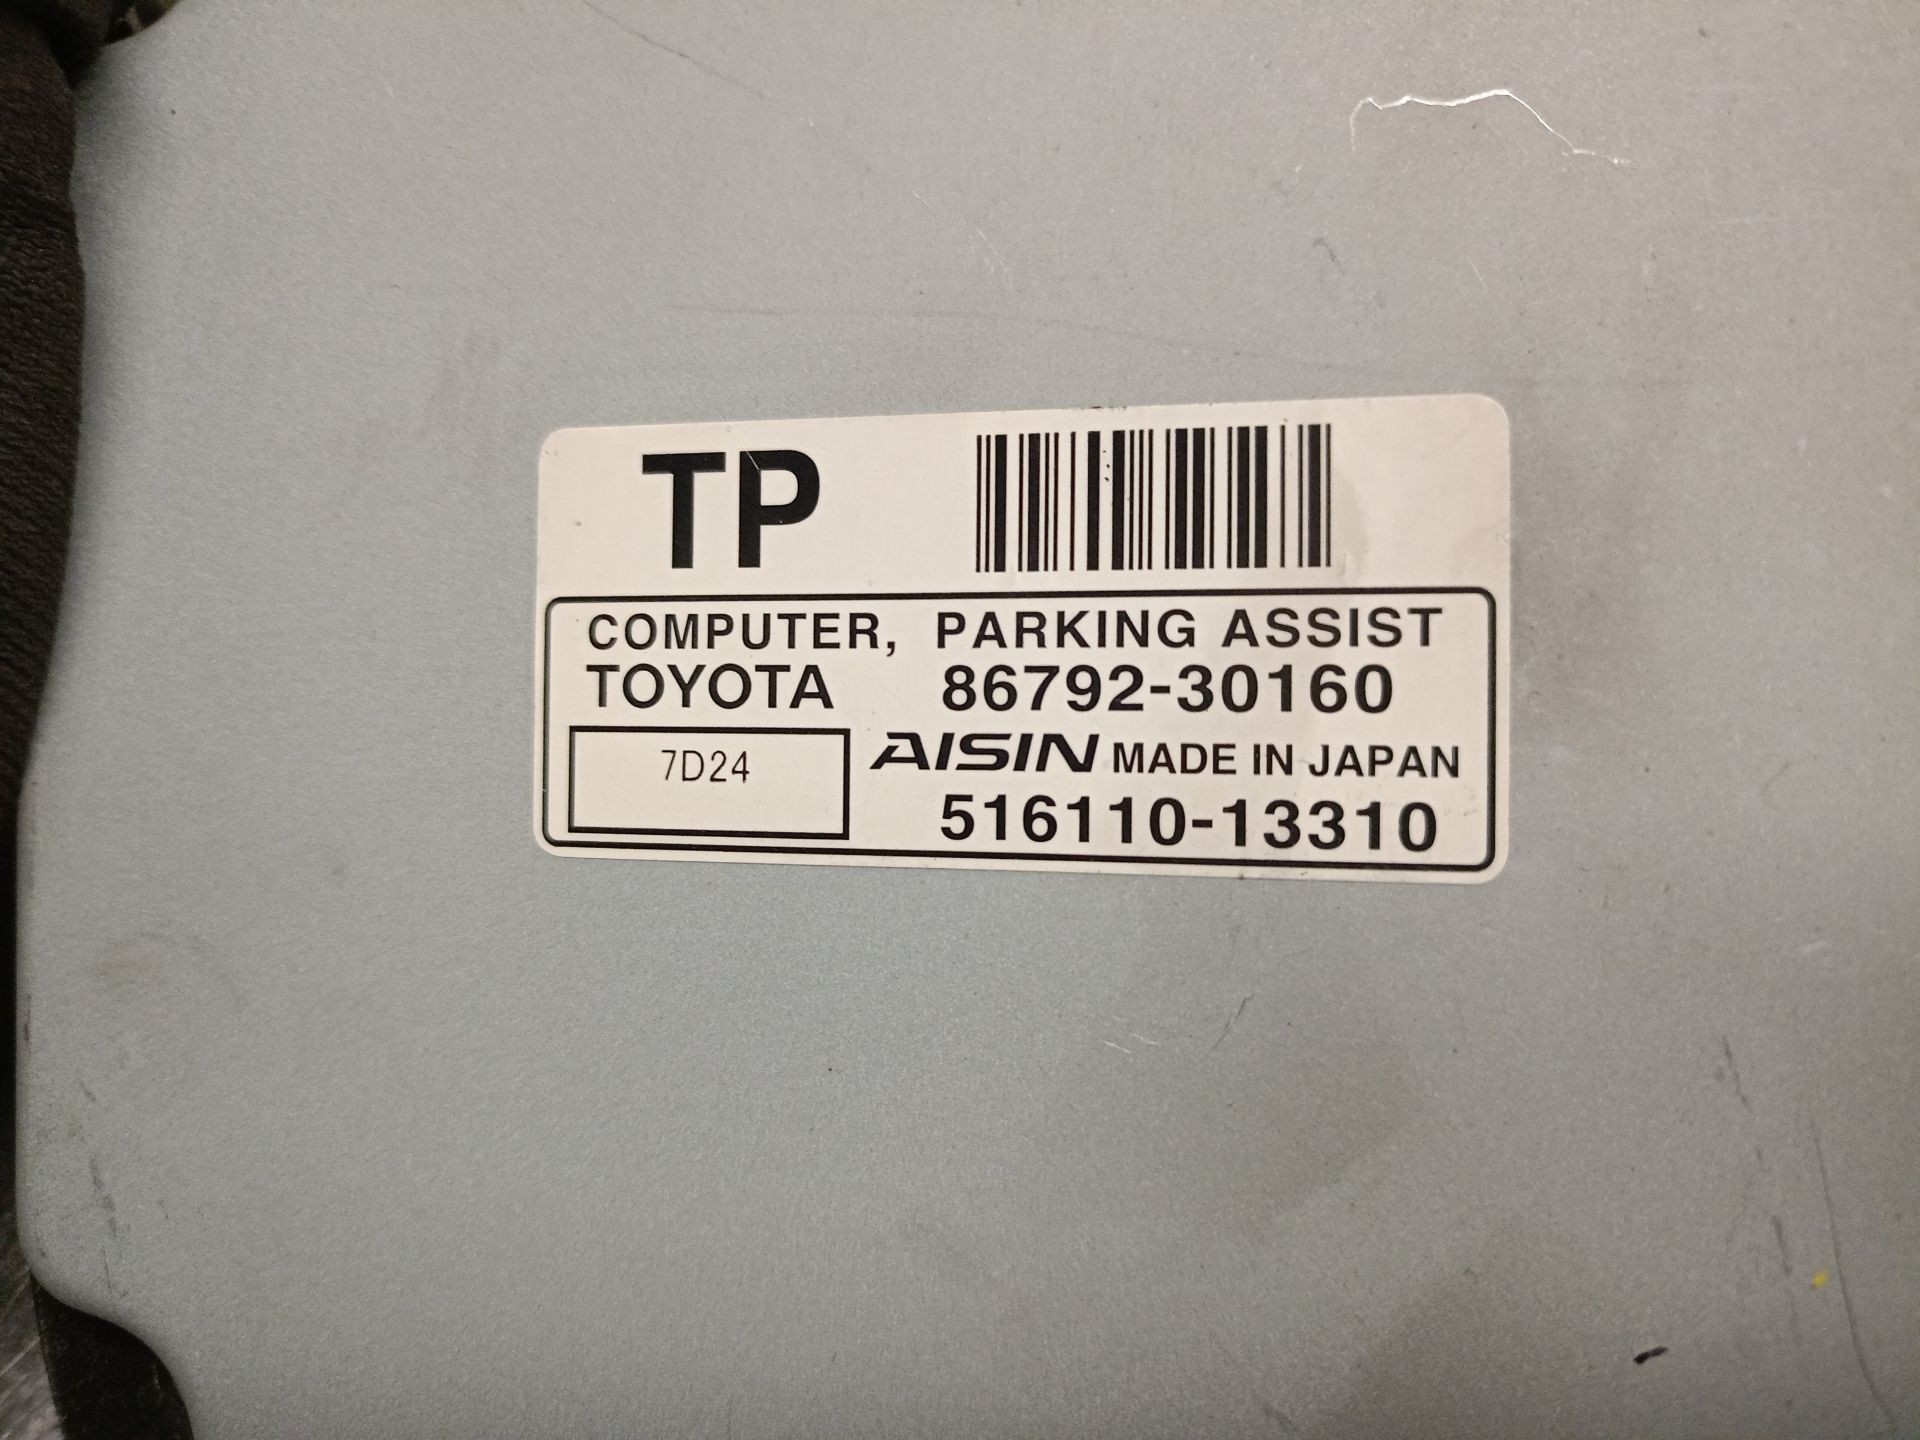 TP
COMPUTER, PARKING ASSIST
TOYOTA 86792-30160
7D24
AISIN MADE IN JAPAN
516110-13310